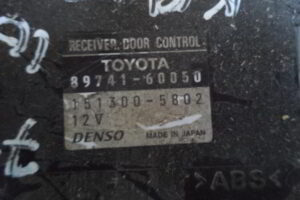 RECEIVER, DOOR CONTROL
TOYOTA
89741-60050
151300-5802
12V
DENSO MADE IN JAPAN
>ABS<